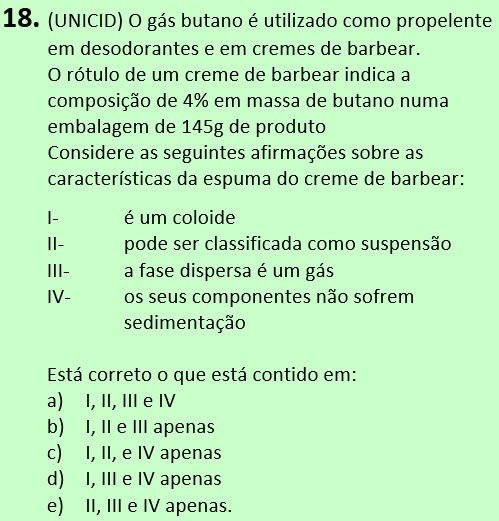 18. (UNICID) O gás butano é utilizado como propelente
em desodorantes e em cremes de barbear.
O rótulo de um creme de barbear indica a
composição de 4% em massa de butano numa
embalagem de 145g de produto
Considere as seguintes afirmações sobre as
características da espuma do creme de barbear:
I- é um coloide
II- pode ser classificada como suspensão
III- a fase dispersa é um gás
IV- os seus componentes não sofrem
sedimentação
Está correto o que está contido em:
a) I, II, III e IV
b) I, II e III apenas
c) I, II, e IV apenas
d) I, III e IV apenas
e) II, III e IV apenas.